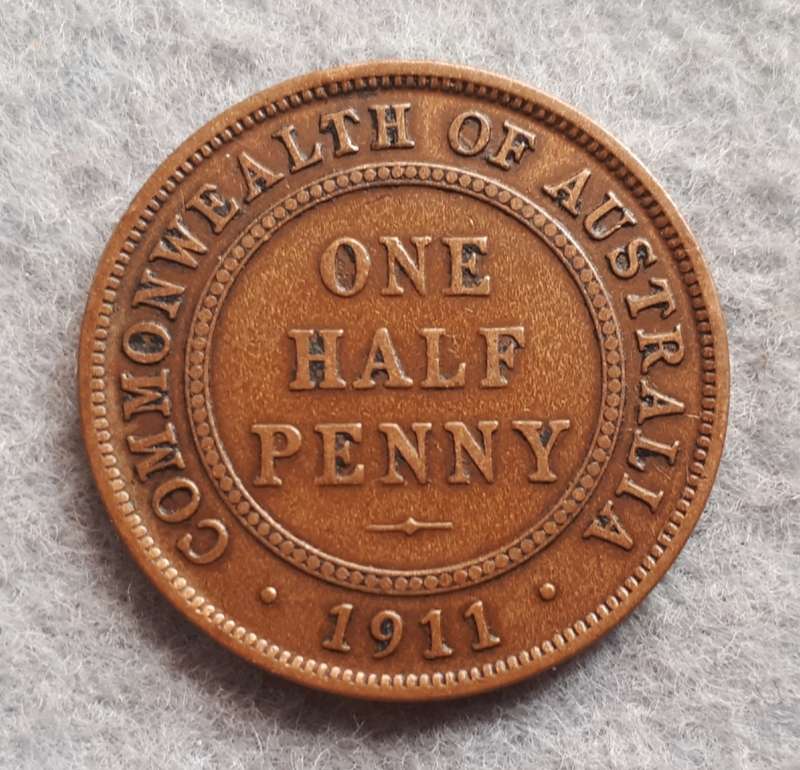 COMMONWEALTH OF AUSTRALIA
ONE
HALF
PENNY
· 1911 ·